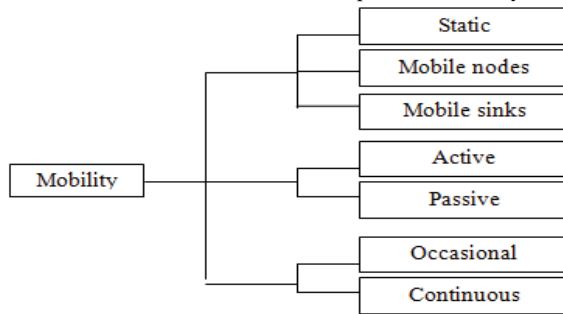 Static
Mobile nodes
Mobile sinks
Active
Mobility
Passive
Occasional
Continuous